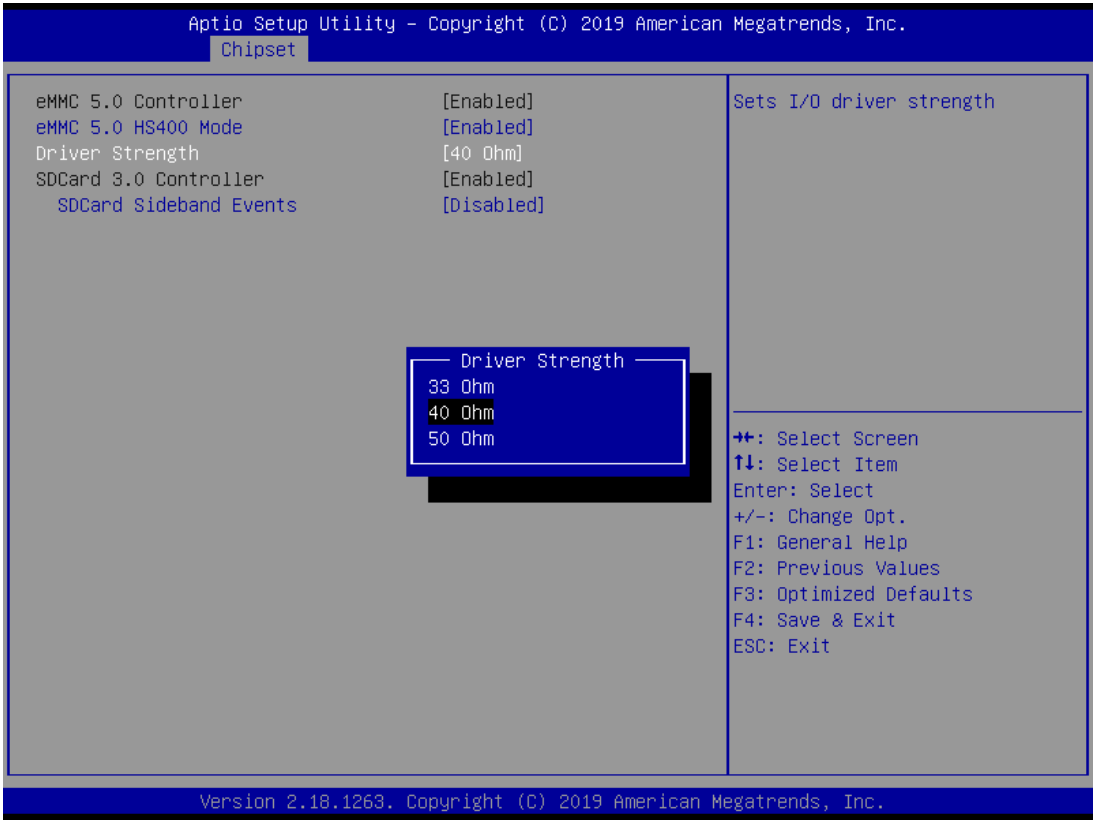 Aptio Setup Utility – Copyright (C) 2019 American Megatrends, Inc.
Chipset
eMMC 5.0 Controller [Enabled]
eMMC 5.0 HS400 Mode [Enabled]
Driver Strength [40 Ohm]
SDCard 3.0 Controller [Enabled]
SDCard Sideband Events [Disabled]
Sets I/O driver strength
Driver Strength
33 Ohm
40 Ohm
50 Ohm
→←: Select Screen
↑↓: Select Item
Enter: Select
+/-: Change Opt.
F1: General Help
F2: Previous Values
F3: Optimized Defaults
F4: Save & Exit
ESC: Exit
Version 2.18.1263. Copyright (C) 2019 American Megatrends, Inc.